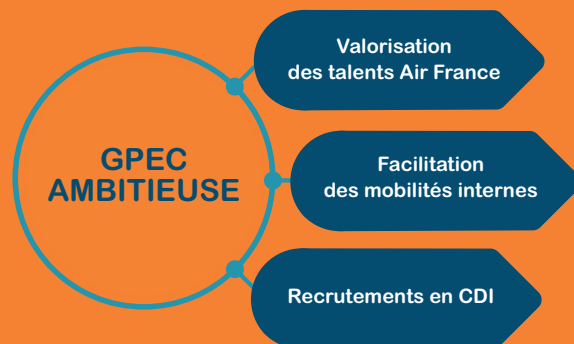 GPEC
AMBITIEUSE
Valorisation
des talents Air France
Facilitation
des mobilités internes
Recrutements en CDI